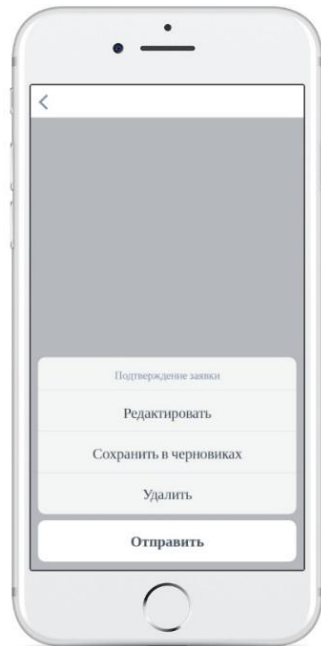 Подтверждение заявки
Редактировать
Сохранить в черновиках
Удалить
Отправить